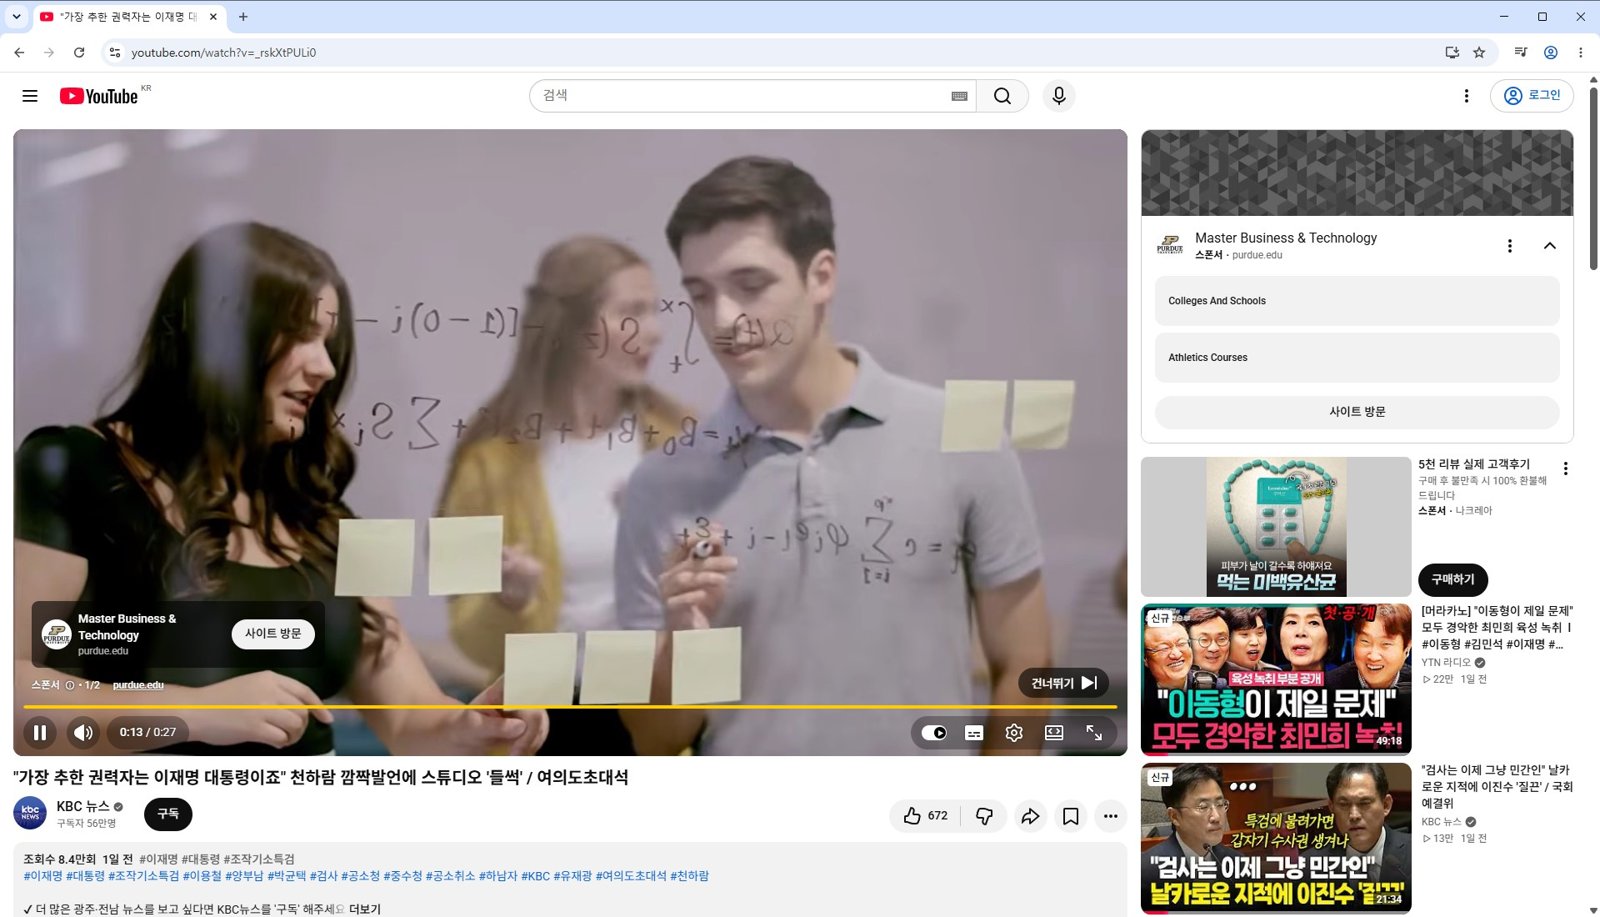 "가장 추한 권력자는 이재명 대
youtube.com/watch?v=_rskXtPULi0
YouTube KR
검색
로그인
Master Business & Technology
스폰서 · purdue.edu
Colleges And Schools
Athletics Courses
사이트 방문
Master Business &
Technology
purdue.edu
사이트 방문
스폰서 · 1/2 purdue.edu
건너뛰기
0:13 / 0:27
"가장 추한 권력자는 이재명 대통령이죠" 천하람 깜짝발언에 스튜디오 '들썩' / 여의도초대석
kbc
NEWS
KBC 뉴스
구독자 56만명
구독
672
조회수 8.4만회 1일 전 #이재명 #대통령 #조작기소특검
#이재명 #대통령 #조작기소특검 #이용철 #양부남 #박균택 #검사 #공소청 #중수청 #공소취소 #하남자 #KBC #유재광 #여의도초대석 #천하람
✓ 더 많은 광주·전남 뉴스를 보고 싶다면 KBC뉴스를 '구독' 해주세요 더보기
피부가 날이 갈수록 하얘져요
먹는 미백유산균
5천 리뷰 실제 고객후기
구매 후 불만족 시 100% 환불해
드립니다
스폰서 · 나크레아
구매하기
신규
첫·공·개
육성 녹취 부분 공개
"이동형이 제일 문제"
모두 경악한 최민희 녹취!
49:18
[머라카노] "이동형이 제일 문제"
모두 경악한 최민희 육성 녹취 |
#이동형 #김민석 #이재명 #...
YTN 라디오
22만 1일 전
신규
특검에 불려가면
갑자기 수사권 생겨나
"검사는 이제 그냥 민간인"
날카로운 지적에 이진수 '질끈'
21:34
"검사는 이제 그냥 민간인" 날카
로운 지적에 이진수 '질끈' / 국회
예결위
KBC 뉴스
13만 1일 전